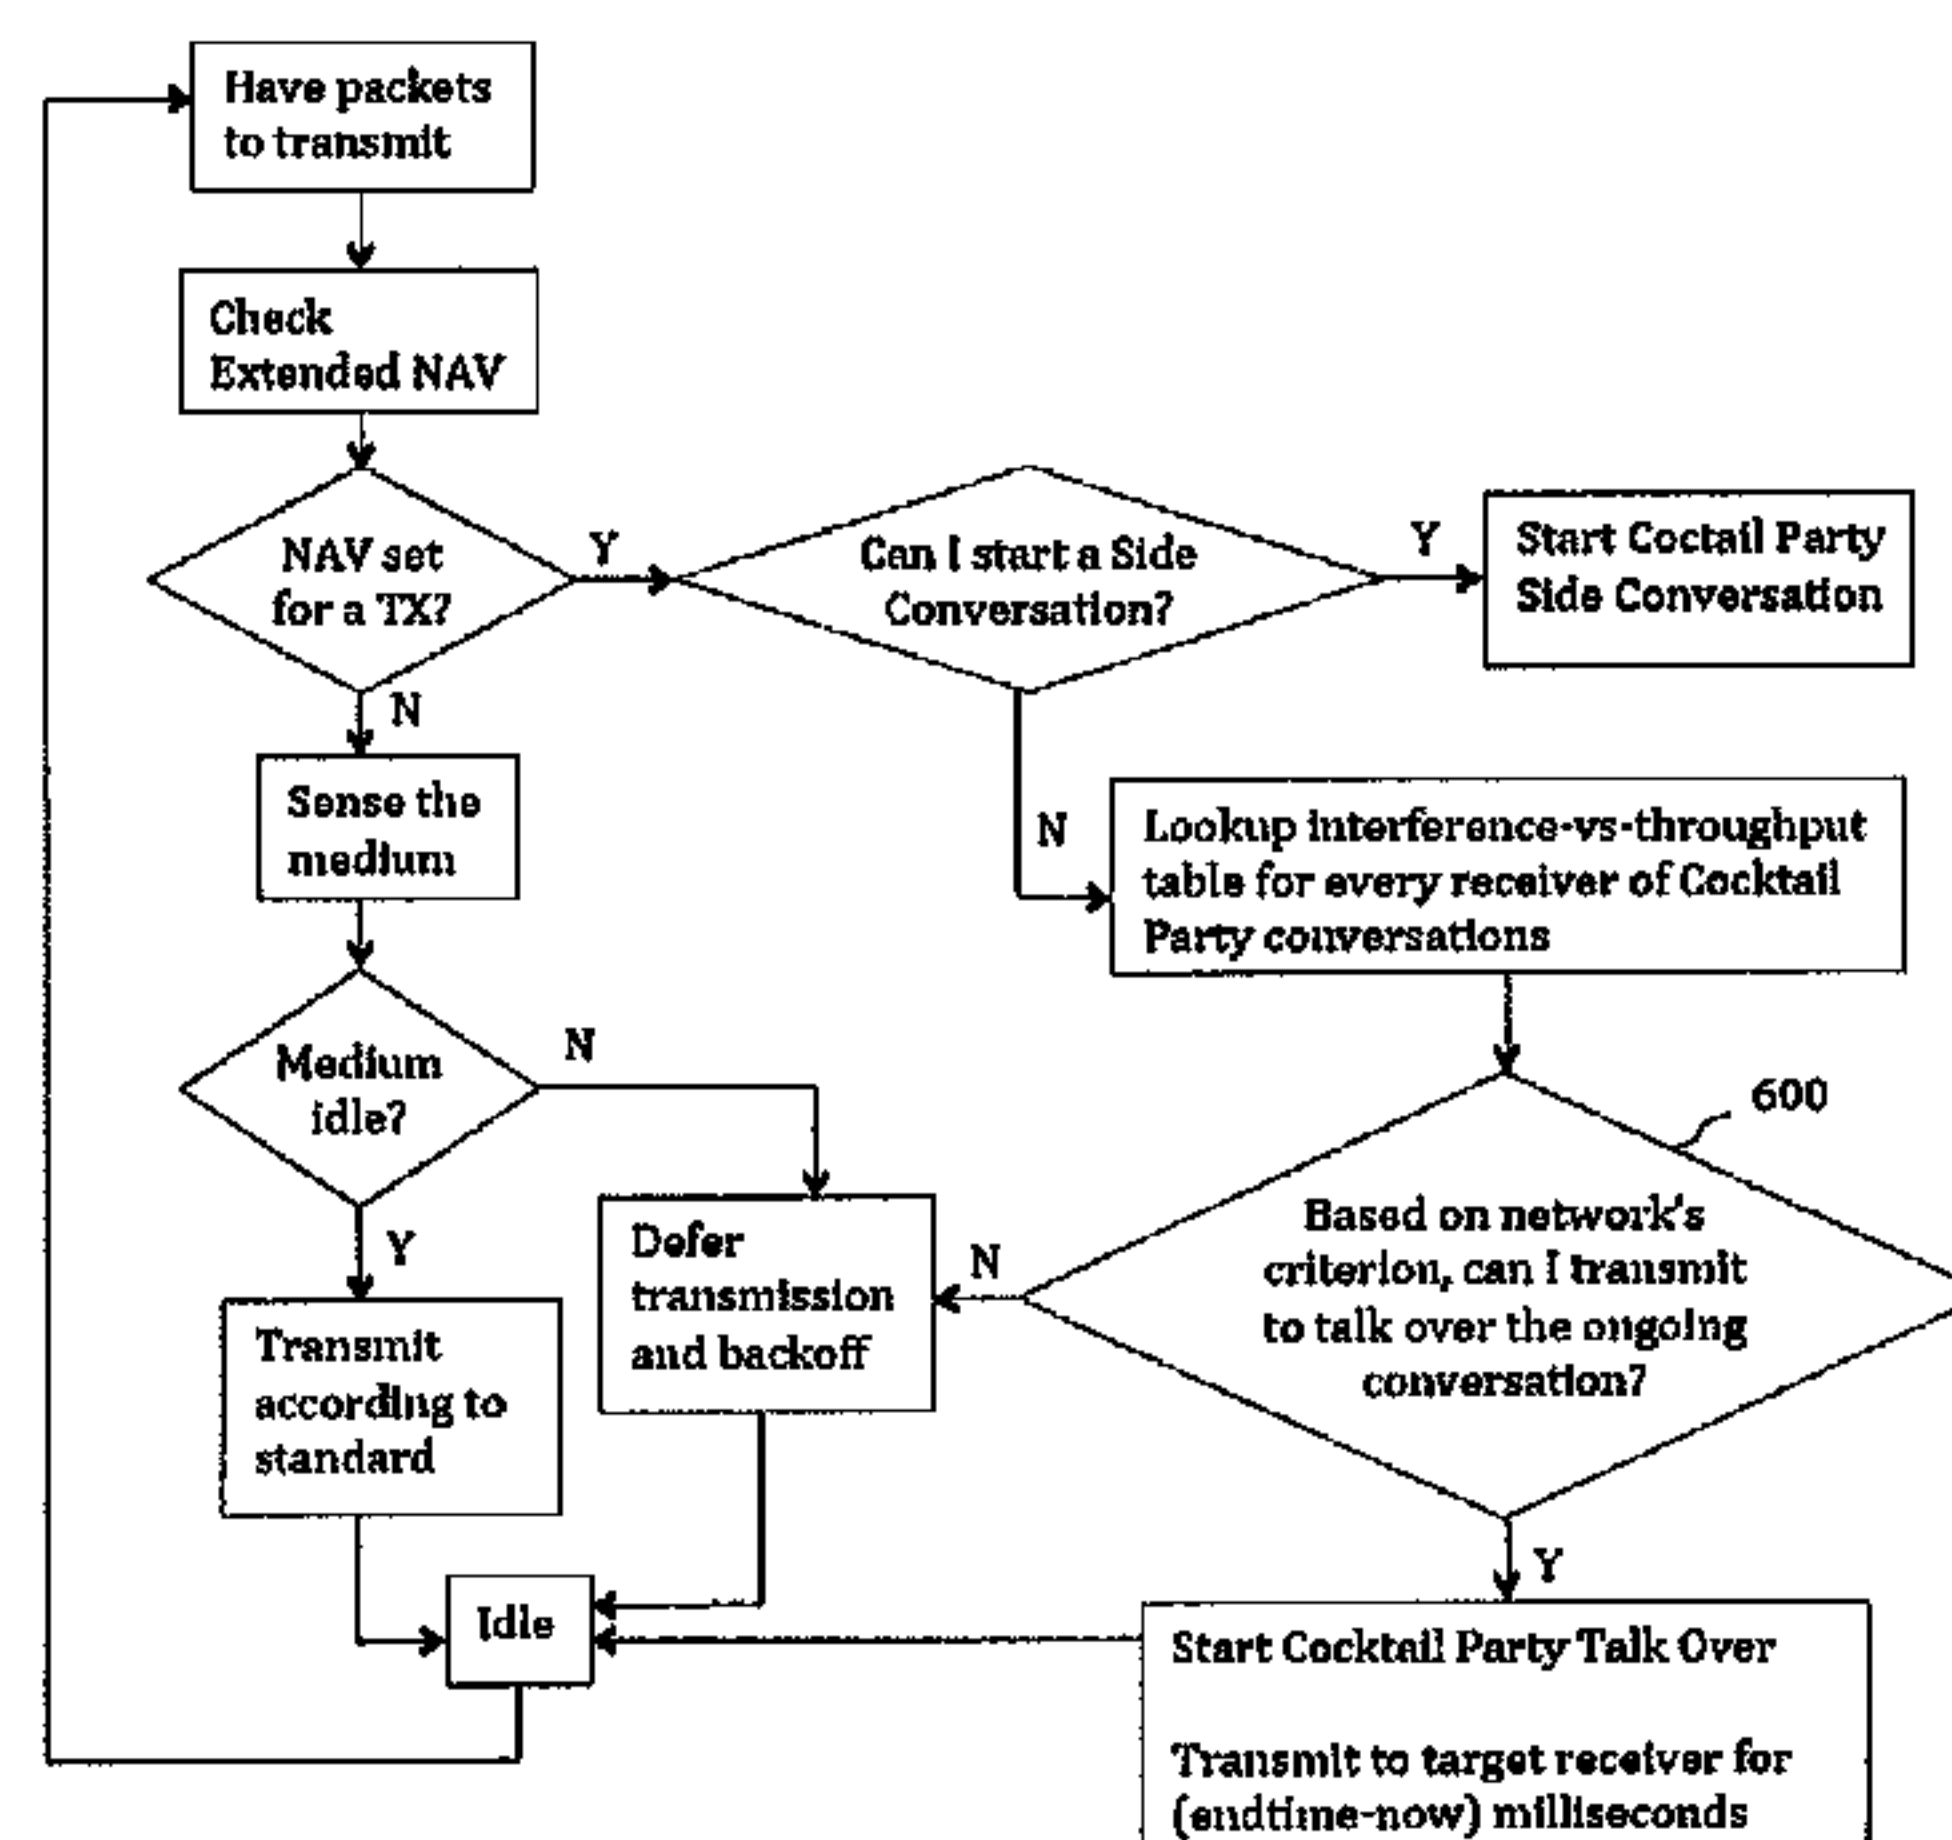 Have packets
to transmit
Check
Extended NAV
NAV set
for a TX?
Y
Can I start a Side
Conversation?
Y
Start Coctail Party
Side Conversation
N
Sense the
medium
N
Lookup interference-vs-throughput
table for every receiver of Cocktail
Party conversations
Medium
idle?
N
600
Y
Defer
transmission
and backoff
N
Based on network's
criterion, can I transmit
to talk over the ongoing
conversation?
Transmit
according to
standard
Y
Idle
Start Cocktail Party Talk Over
Transmit to target receiver for
(endtime-now) milliseconds